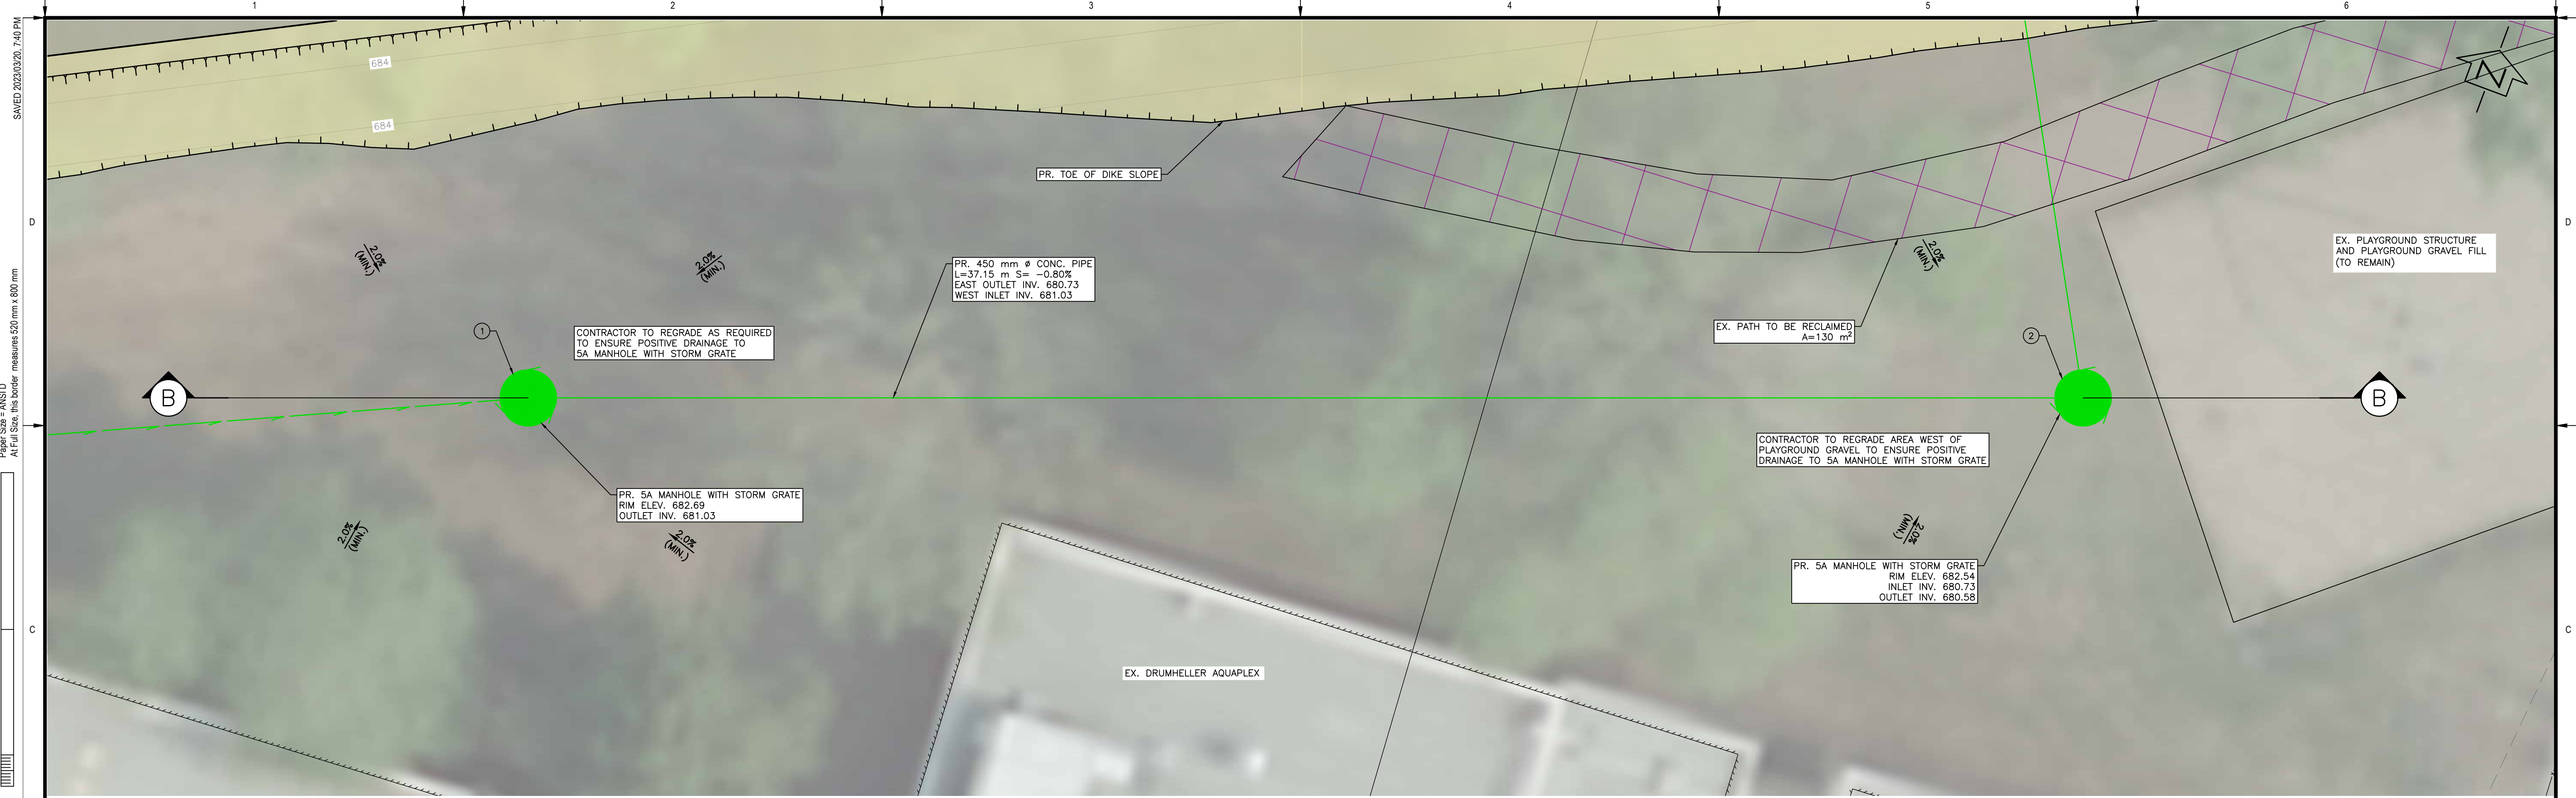 1
2
3
4
5
6
SAVED 2023/03/20, 7:40 PM
Paper Size = ANSI D
At Full Size, this border measures 520 mm x 800 mm
684
684
N
D
D
PR. TOE OF DIKE SLOPE
EX. PLAYGROUND STRUCTURE
AND PLAYGROUND GRAVEL FILL
(TO REMAIN)
2.0%
(MIN.)
2.0%
(MIN.)
2.0%
(MIN.)
PR. 450 mm ø CONC. PIPE
L=37.15 m S= -0.80%
EAST OUTLET INV. 680.73
WEST INLET INV. 681.03
1
CONTRACTOR TO REGRADE AS REQUIRED
TO ENSURE POSITIVE DRAINAGE TO
5A MANHOLE WITH STORM GRATE
EX. PATH TO BE RECLAIMED
A=130 m²
2
B
B
CONTRACTOR TO REGRADE AREA WEST OF
PLAYGROUND GRAVEL TO ENSURE POSITIVE
DRAINAGE TO 5A MANHOLE WITH STORM GRATE
PR. 5A MANHOLE WITH STORM GRATE
RIM ELEV. 682.69
OUTLET INV. 681.03
2.0%
(MIN.)
2.0%
(MIN.)
2.0%
(MIN.)
PR. 5A MANHOLE WITH STORM GRATE
RIM ELEV. 682.54
INLET INV. 680.73
OUTLET INV. 680.58
C
C
EX. DRUMHELLER AQUAPLEX